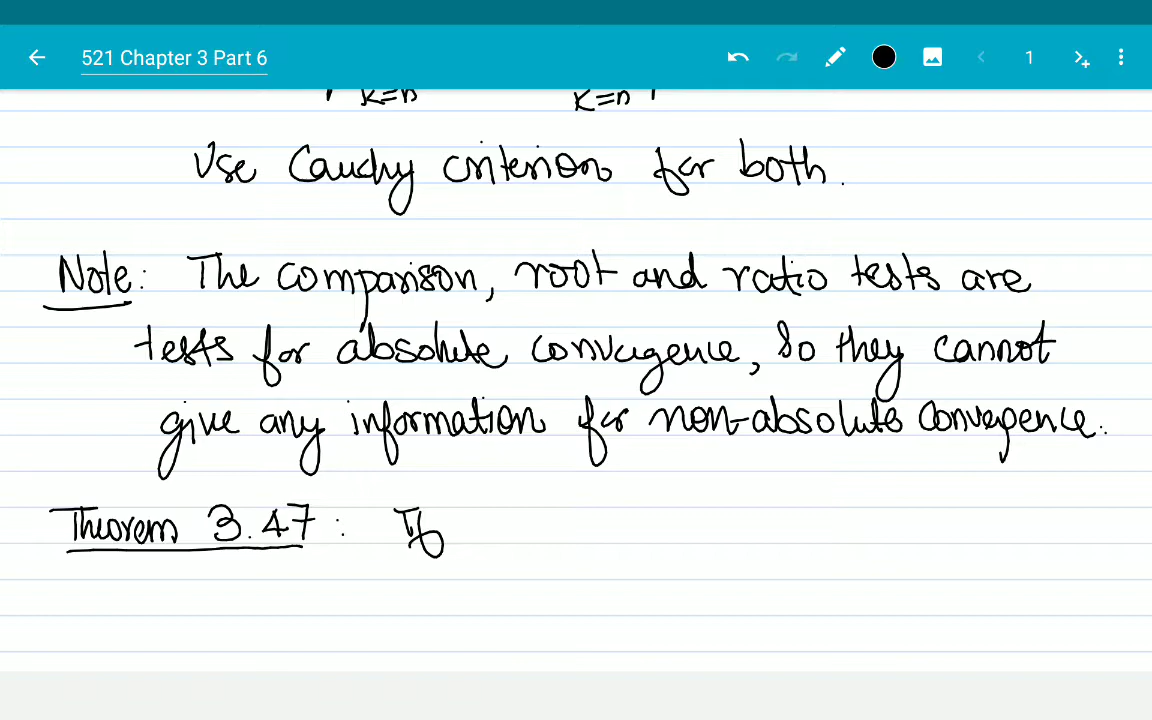 521 Chapter 3 Part 6
1
k=n k=n
Use Cauchy criterion for both.
Note: The comparison, root and ratio tests are
tests for absolute convergence, so they cannot
give any information for non-absolute convergence.
Theorem 3.47: If